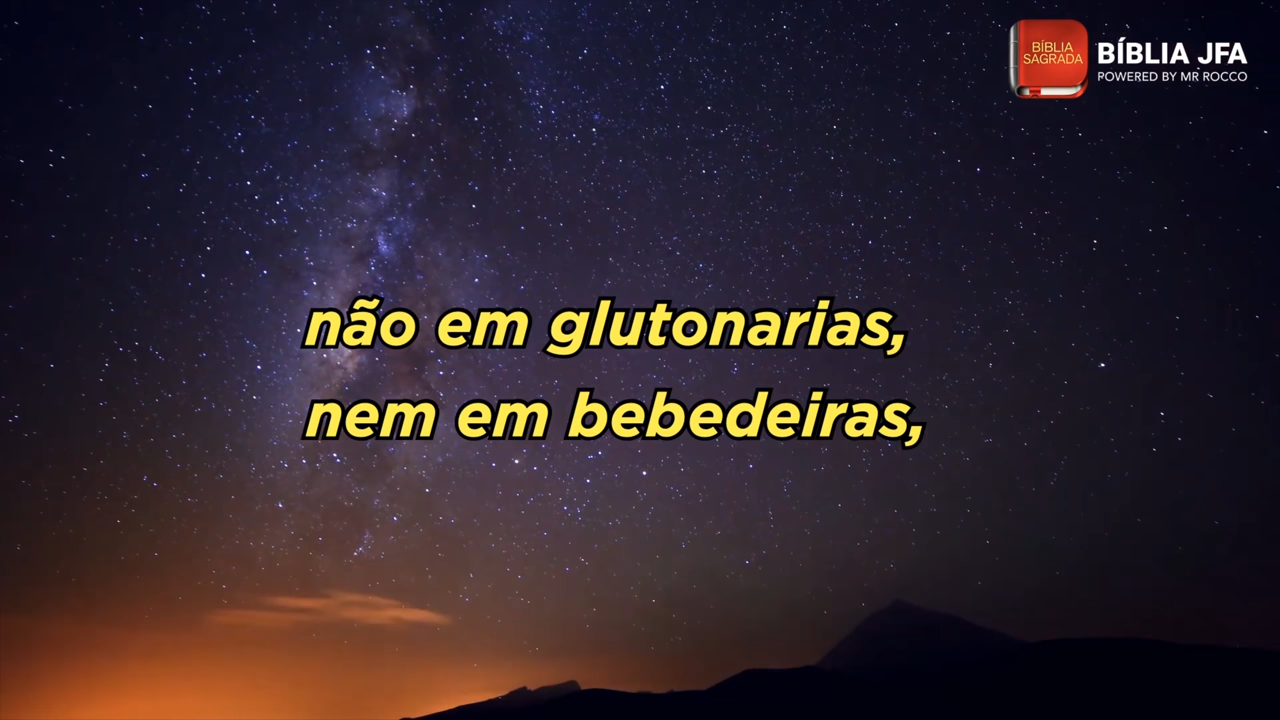 BÍBLIA
SAGRADA
BÍBLIA JFA
POWERED BY MR ROCCO
não em glutonarias,
nem em bebedeiras,